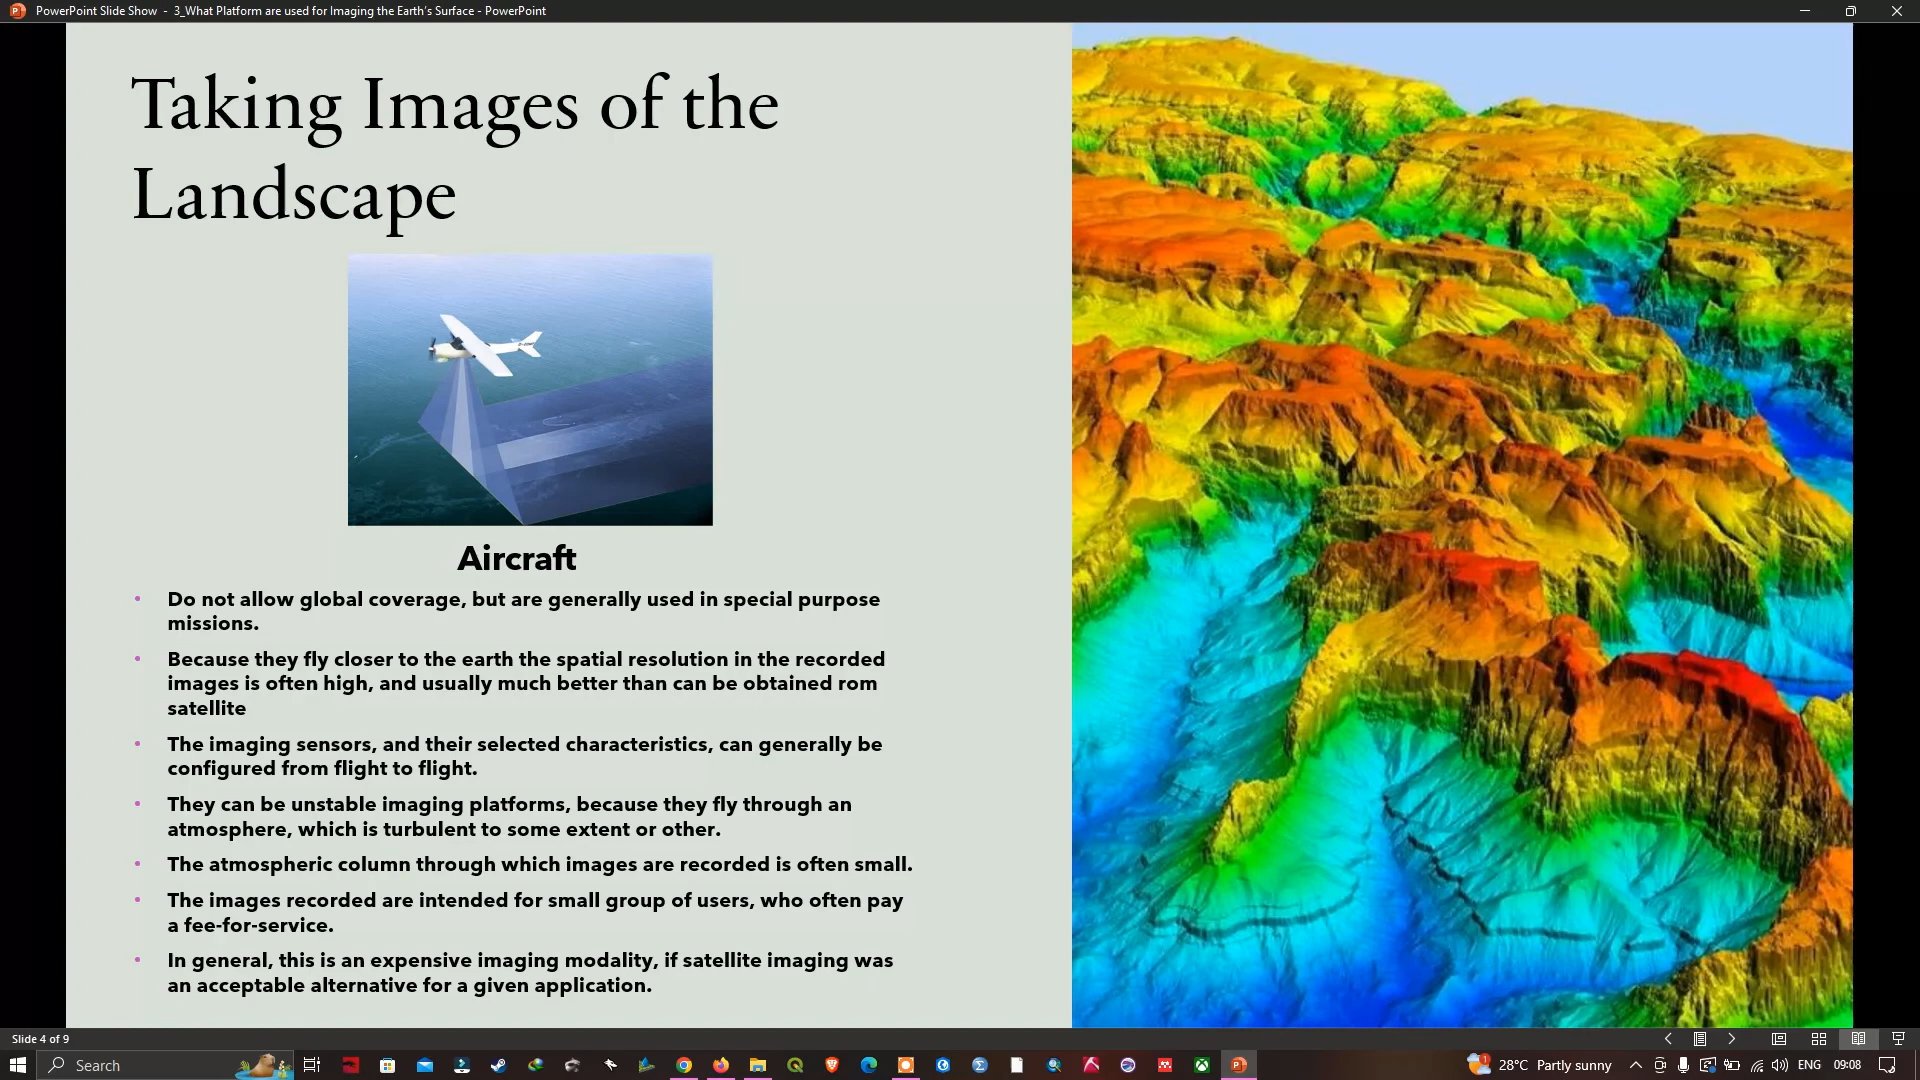 PowerPoint Slide Show - 3_What Platform are used for Imaging the Earth's Surface - PowerPoint
Taking Images of the
Landscape
Aircraft
• Do not allow global coverage, but are generally used in special purpose
missions.
• Because they fly closer to the earth the spatial resolution in the recorded
images is often high, and usually much better than can be obtained rom
satellite
• The imaging sensors, and their selected characteristics, can generally be
configured from flight to flight.
• They can be unstable imaging platforms, because they fly through an
atmosphere, which is turbulent to some extent or other.
• The atmospheric column through which images are recorded is often small.
• The images recorded are intended for small group of users, who often pay
a fee-for-service.
• In general, this is an expensive imaging modality, if satellite imaging was
an acceptable alternative for a given application.
Slide 4 of 9
Search
28°C Partly sunny
ENG
09:08